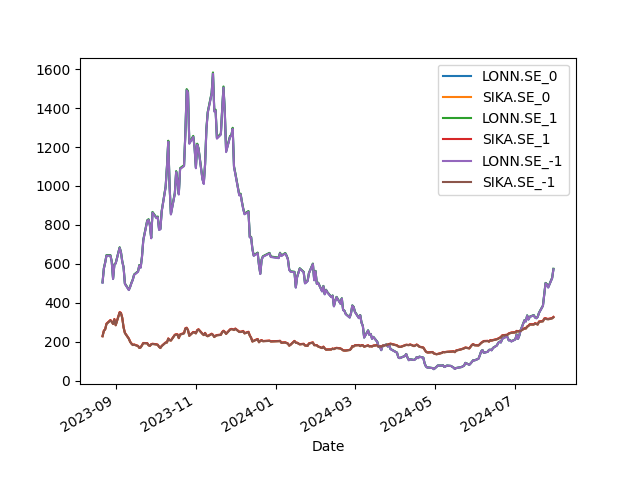 1600
1400
1200
1000
800
600
400
200
0
LONN.SE_0
SIKA.SE_0
LONN.SE_1
SIKA.SE_1
LONN.SE_-1
SIKA.SE_-1
2023-09
2023-11
2024-01
2024-03
2024-05
2024-07
Date